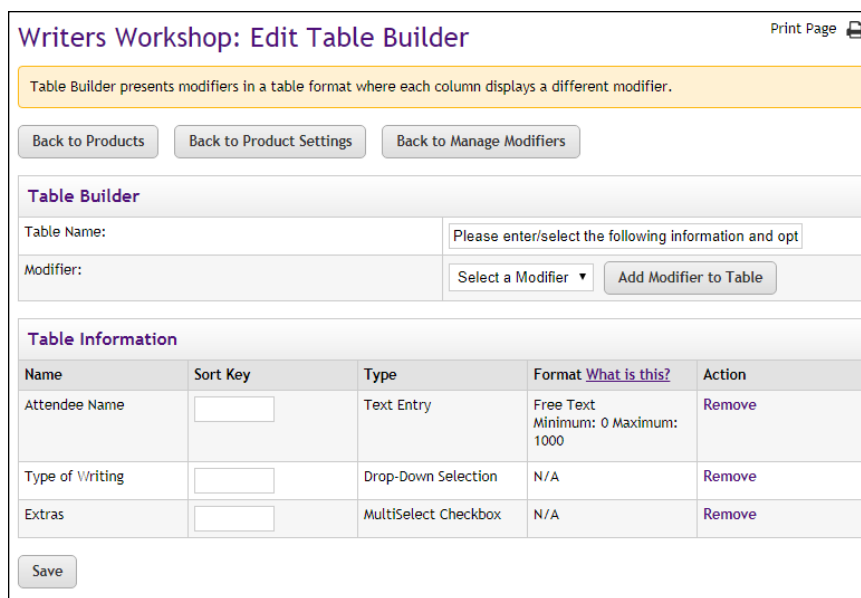 Writers Workshop: Edit Table Builder
Print Page
Table Builder presents modifiers in a table format where each column displays a different modifier.
Back to Products Back to Product Settings Back to Manage Modifiers
Table Builder
Table Name: Please enter/select the following information and opt
Modifier: Select a Modifier Add Modifier to Table
Table Information
Name Sort Key Type Format What is this? Action
Attendee Name Text Entry Free Text Remove
Minimum: 0 Maximum:
1000
Type of Writing Drop-Down Selection N/A Remove
Extras MultiSelect Checkbox N/A Remove
Save